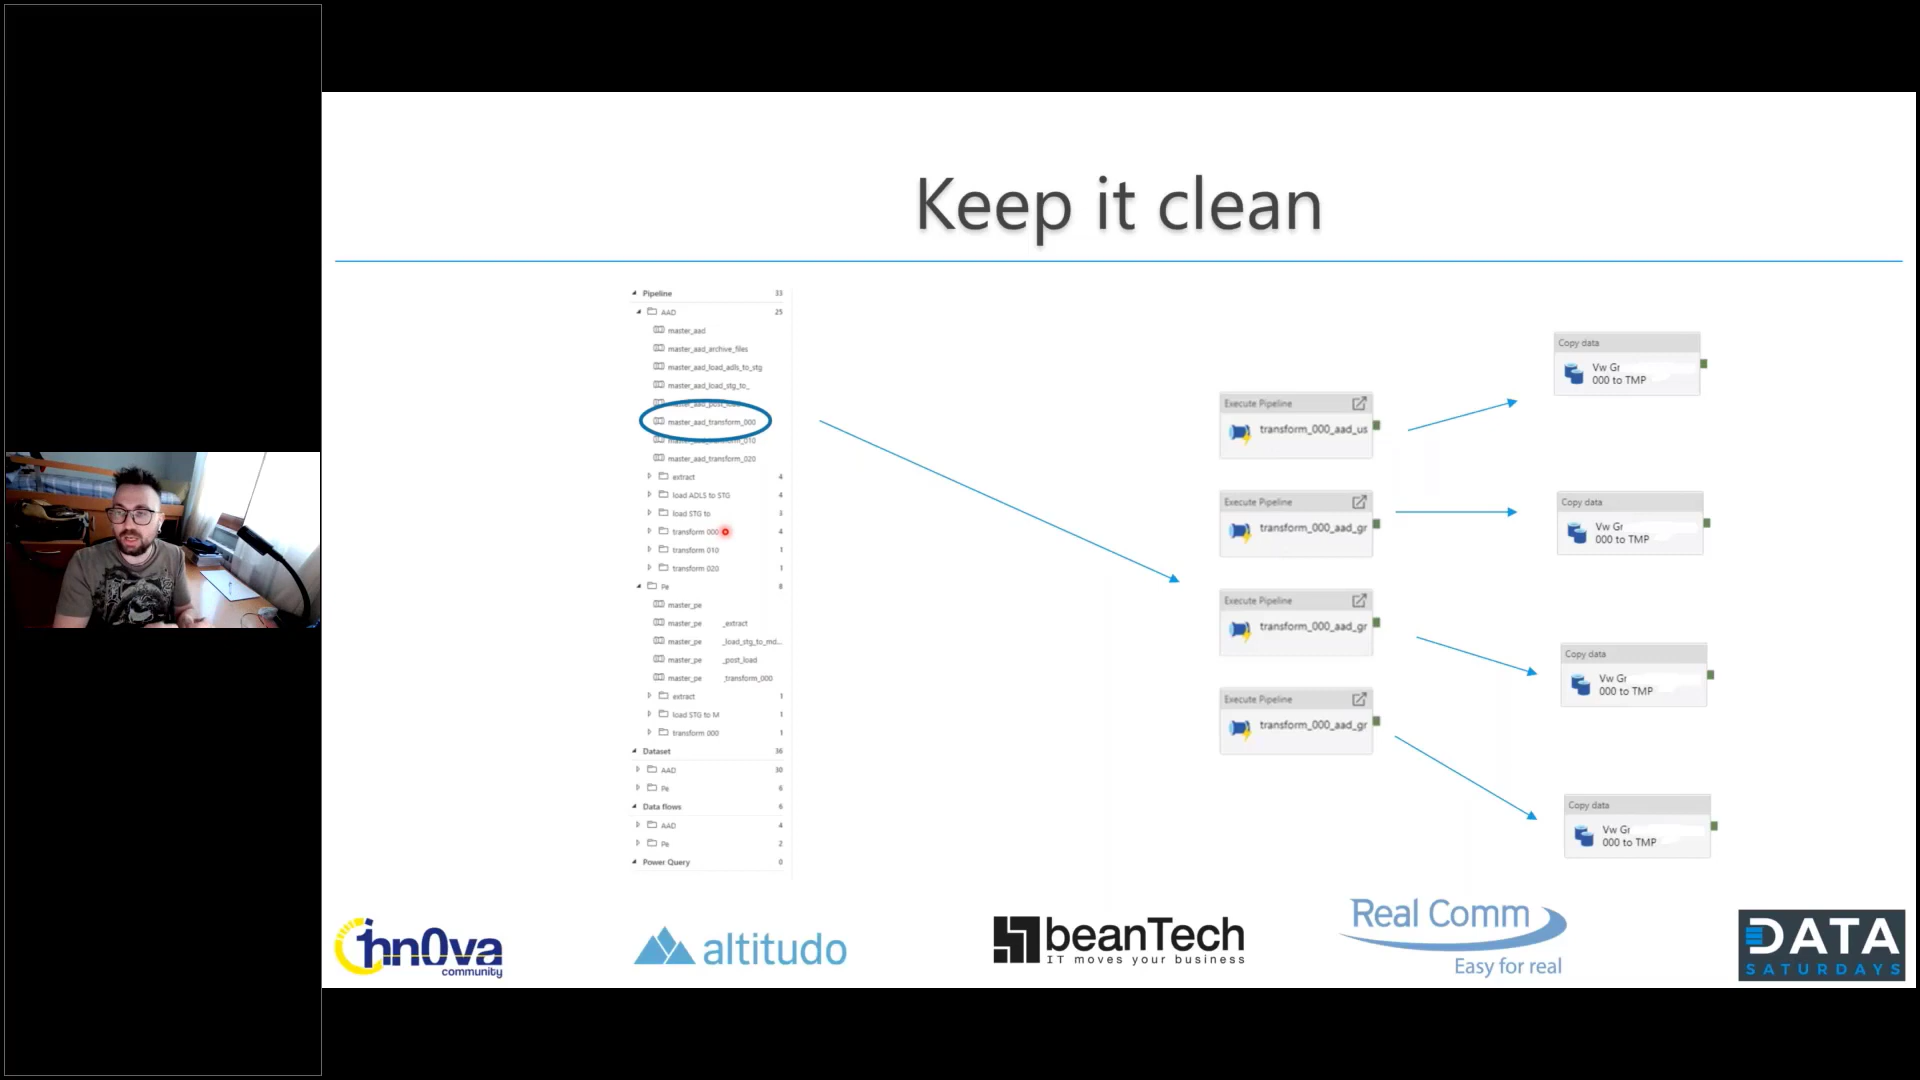 Keep it clean
Pipeline 33
AAD 25
master_aad
master_aad_archive_files
master_aad_load_adls_to_stg
master_aad_load_stg_to_
master_aad_post_load
master_aad_transform_000
master_aad_transform_010
master_aad_transform_020
extract 4
load ADLS to STG 4
load STG to 3
transform 000 4
transform 010 1
transform 020 1
Pe 8
master_pe
master_pe _extract
master_pe _load_stg_to_md...
master_pe _post_load
master_pe _transform_000
extract 1
load STG to M 1
transform 000 1
Dataset 36
AAD 30
Pe 6
Data flows 6
AAD 4
Pe 2
Power Query 0
Execute Pipeline
transform_000_aad_us
Execute Pipeline
transform_000_aad_gr
Execute Pipeline
transform_000_aad_gr
Execute Pipeline
transform_000_aad_gr
Copy data
Vw Gr
000 to TMP
Copy data
Vw Gr
000 to TMP
Copy data
Vw Gr
000 to TMP
Copy data
Vw Gr
000 to TMP
1nn0va
community
altitudo
beanTech
IT moves your business
Real Comm
Easy for real
DATA
SATURDAYS